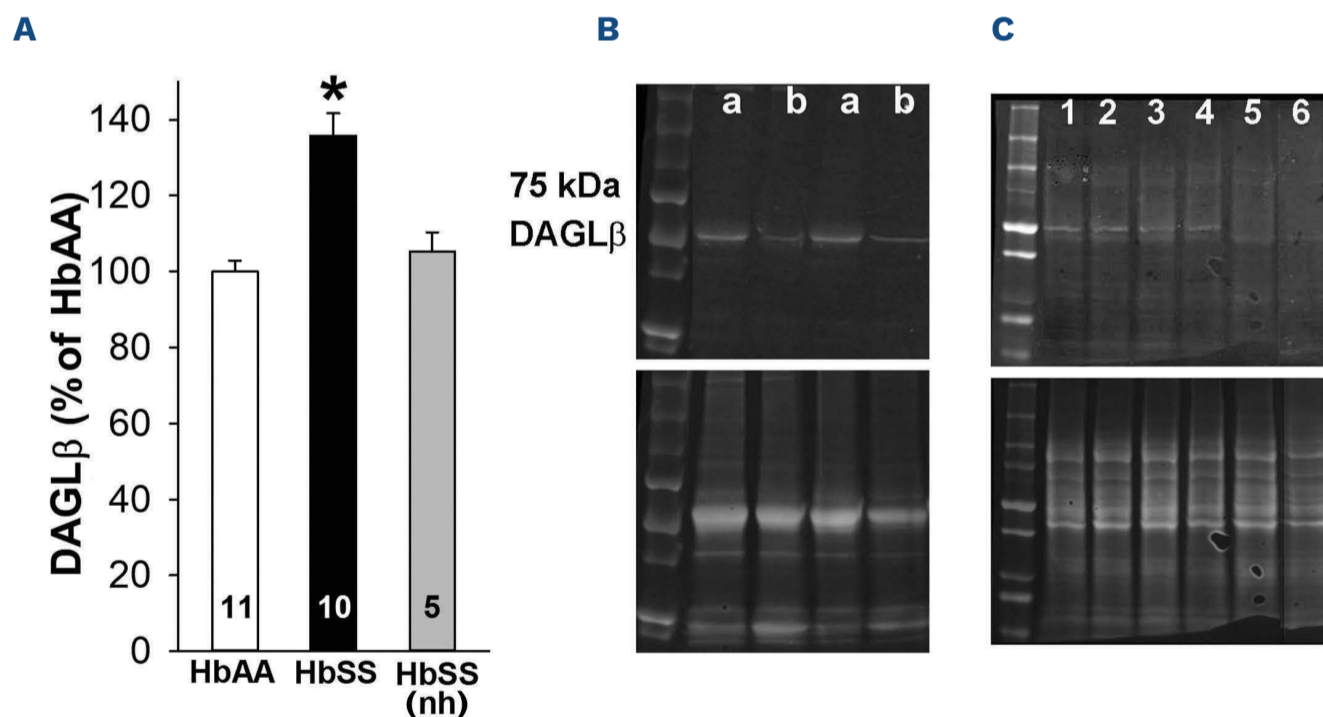 A
B
C
DAGLβ (% of HbAA)
140
120
100
80
60
40
20
0
*
11
10
5
HbAA
HbSS
HbSS
(nh)
75 kDa
DAGLβ
a b a b
1 2 3 4 5 6